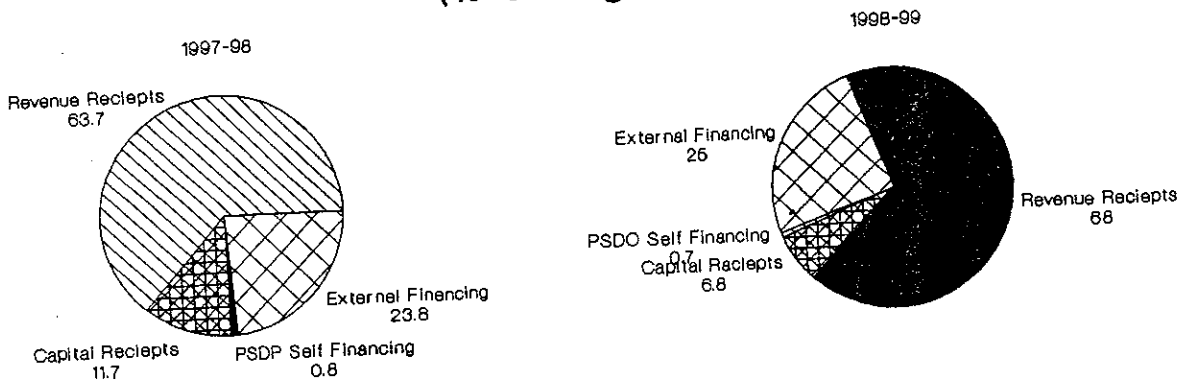 1997-98
Revenue Reciepts
63.7
External Financing
23.8
PSDP Self Financing
0.8
Capital Reciepts
11.7
1998-99
External Financing
25
Revenue Reciepts
68
PSDO Self Financing
0.7
Capital Raciepts
6.8